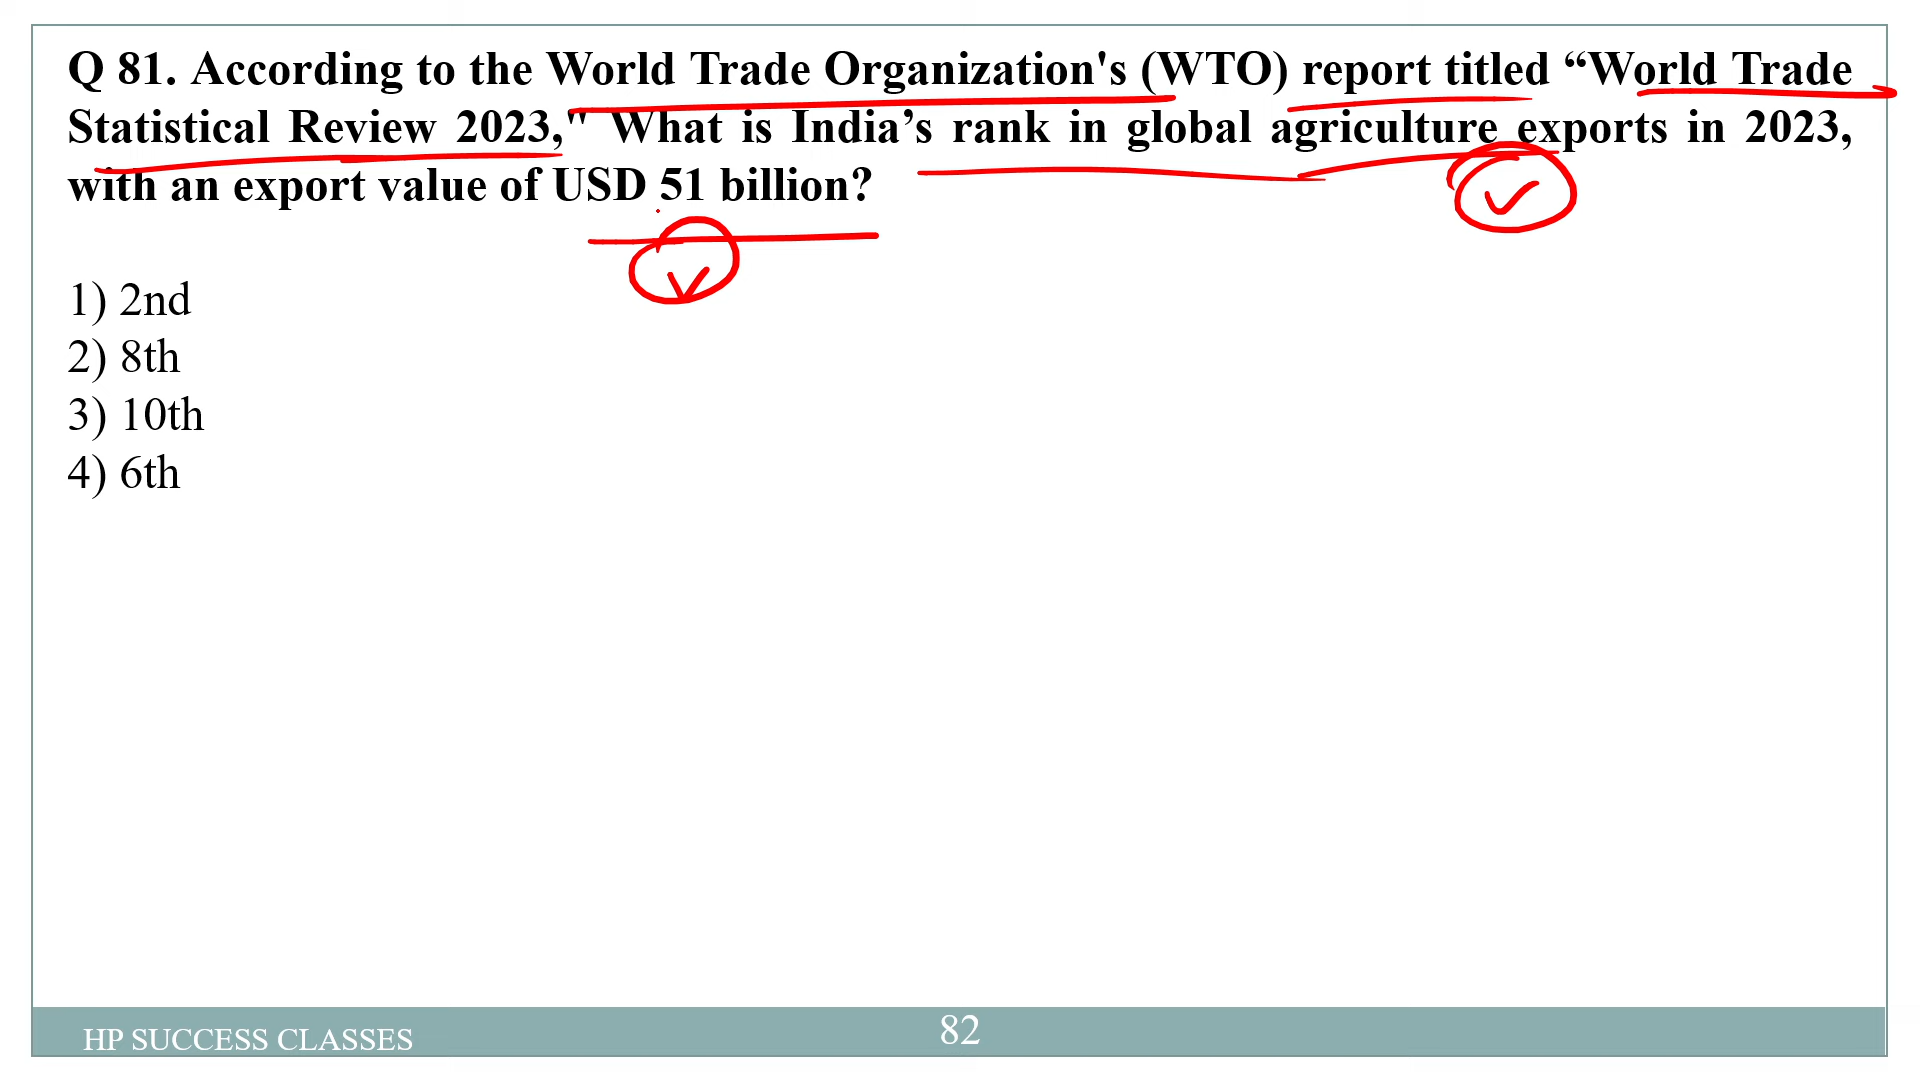 Q 81. According to the World Trade Organization's (WTO) report titled “World Trade
Statistical Review 2023," What is India’s rank in global agriculture exports in 2023,
with an export value of USD 51 billion?
1) 2nd
2) 8th
3) 10th
4) 6th
HP SUCCESS CLASSES
82